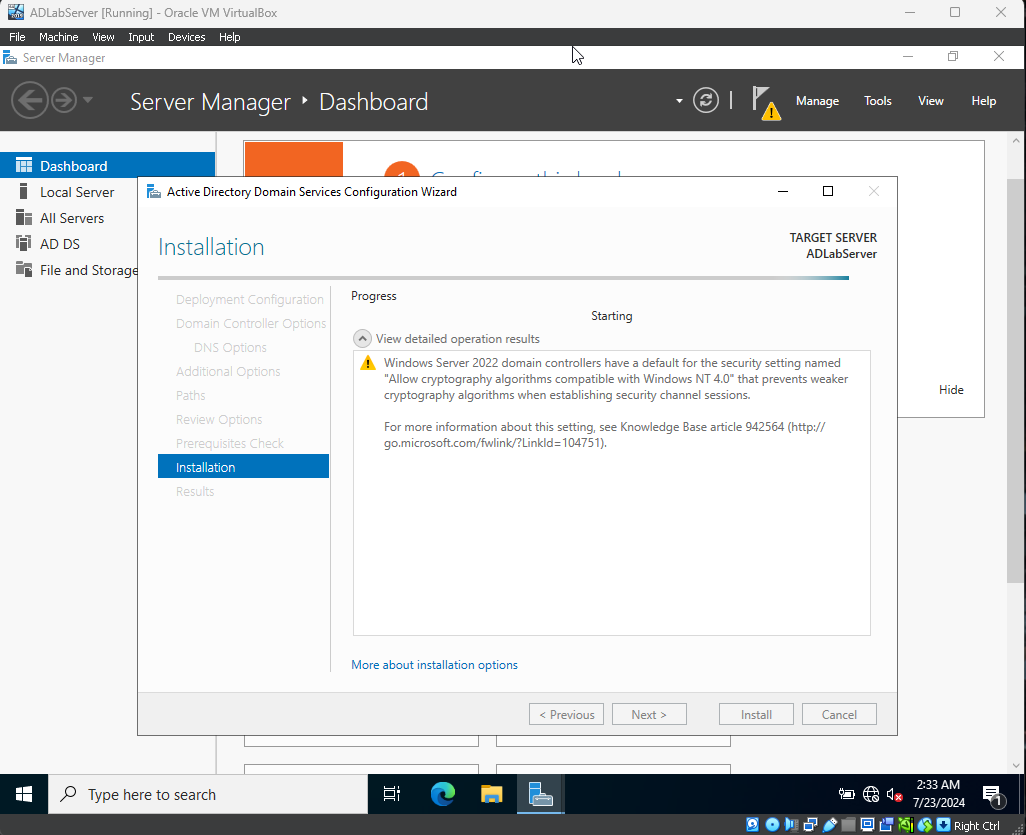 ADLabServer [Running] - Oracle VM VirtualBox
File Machine View Input Devices Help
Server Manager
Server Manager ‣ Dashboard
Manage Tools View Help
Dashboard
Local Server
All Servers
AD DS
File and Storage
Active Directory Domain Services Configuration Wizard
Installation
TARGET SERVER
ADLabServer
Deployment Configuration
Domain Controller Options
DNS Options
Additional Options
Paths
Review Options
Prerequisites Check
Installation
Results
Progress
Starting
View detailed operation results
Windows Server 2022 domain controllers have a default for the security setting named
"Allow cryptography algorithms compatible with Windows NT 4.0" that prevents weaker
cryptography algorithms when establishing security channel sessions.
For more information about this setting, see Knowledge Base article 942564 (http://
go.microsoft.com/fwlink/?LinkId=104751).
More about installation options
< Previous Next > Install Cancel
Hide
Type here to search
2:33 AM
7/23/2024
1
Right Ctrl